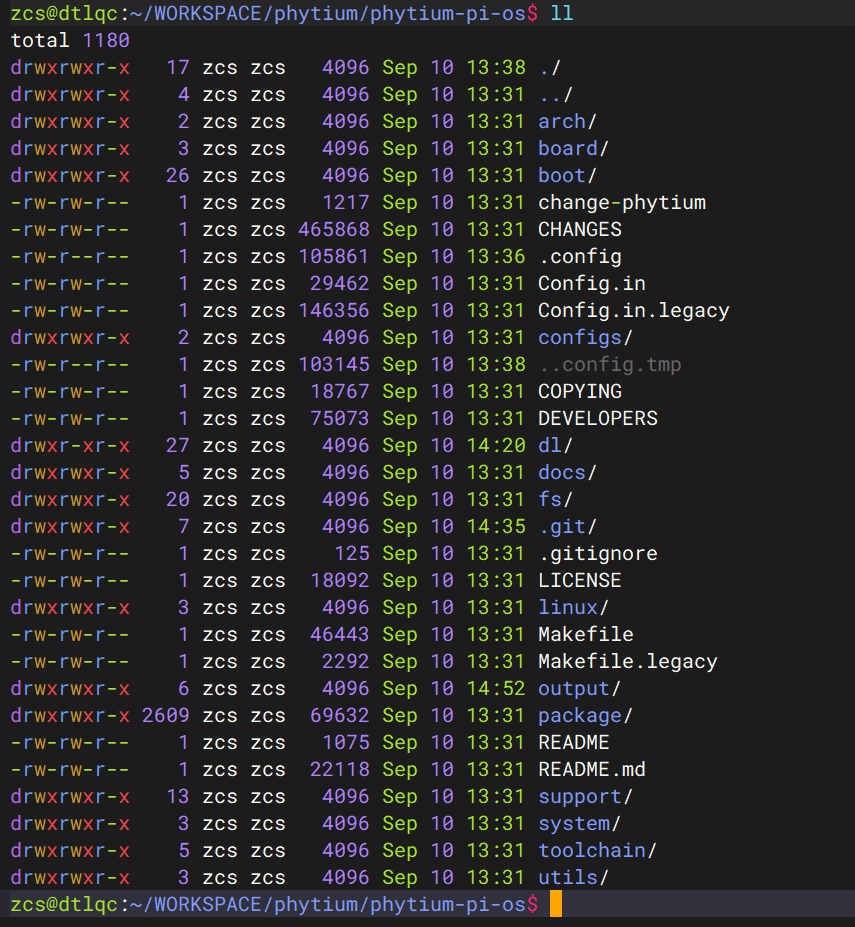 zcs@dtlqc:~/WORKSPACE/phytium/phytium-pi-os$ ll
total 1180
drwxrwxr-x   17 zcs zcs   4096 Sep 10 13:38 ./
drwxrwxr-x    4 zcs zcs   4096 Sep 10 13:31 ../
drwxrwxr-x    2 zcs zcs   4096 Sep 10 13:31 arch/
drwxrwxr-x    3 zcs zcs   4096 Sep 10 13:31 board/
drwxrwxr-x   26 zcs zcs   4096 Sep 10 13:31 boot/
-rw-rw-r--    1 zcs zcs   1217 Sep 10 13:31 change-phytium
-rw-rw-r--    1 zcs zcs 465868 Sep 10 13:31 CHANGES
-rw-r--r--    1 zcs zcs 105861 Sep 10 13:36 .config
-rw-rw-r--    1 zcs zcs  29462 Sep 10 13:31 Config.in
-rw-rw-r--    1 zcs zcs 146356 Sep 10 13:31 Config.in.legacy
drwxrwxr-x    2 zcs zcs   4096 Sep 10 13:31 configs/
-rw-r--r--    1 zcs zcs 103145 Sep 10 13:38 ..config.tmp
-rw-rw-r--    1 zcs zcs  18767 Sep 10 13:31 COPYING
-rw-rw-r--    1 zcs zcs  75073 Sep 10 13:31 DEVELOPERS
drwxr-xr-x   27 zcs zcs   4096 Sep 10 14:20 dl/
drwxrwxr-x    5 zcs zcs   4096 Sep 10 13:31 docs/
drwxrwxr-x   20 zcs zcs   4096 Sep 10 13:31 fs/
drwxrwxr-x    7 zcs zcs   4096 Sep 10 14:35 .git/
-rw-rw-r--    1 zcs zcs    125 Sep 10 13:31 .gitignore
-rw-rw-r--    1 zcs zcs  18092 Sep 10 13:31 LICENSE
drwxrwxr-x    3 zcs zcs   4096 Sep 10 13:31 linux/
-rw-rw-r--    1 zcs zcs  46443 Sep 10 13:31 Makefile
-rw-rw-r--    1 zcs zcs   2292 Sep 10 13:31 Makefile.legacy
drwxrwxr-x    6 zcs zcs   4096 Sep 10 14:52 output/
drwxrwxr-x 2609 zcs zcs  69632 Sep 10 13:31 package/
-rw-rw-r--    1 zcs zcs   1075 Sep 10 13:31 README
-rw-rw-r--    1 zcs zcs  22118 Sep 10 13:31 README.md
drwxrwxr-x   13 zcs zcs   4096 Sep 10 13:31 support/
drwxrwxr-x    3 zcs zcs   4096 Sep 10 13:31 system/
drwxrwxr-x    5 zcs zcs   4096 Sep 10 13:31 toolchain/
drwxrwxr-x    3 zcs zcs   4096 Sep 10 13:31 utils/
zcs@dtlqc:~/WORKSPACE/phytium/phytium-pi-os$